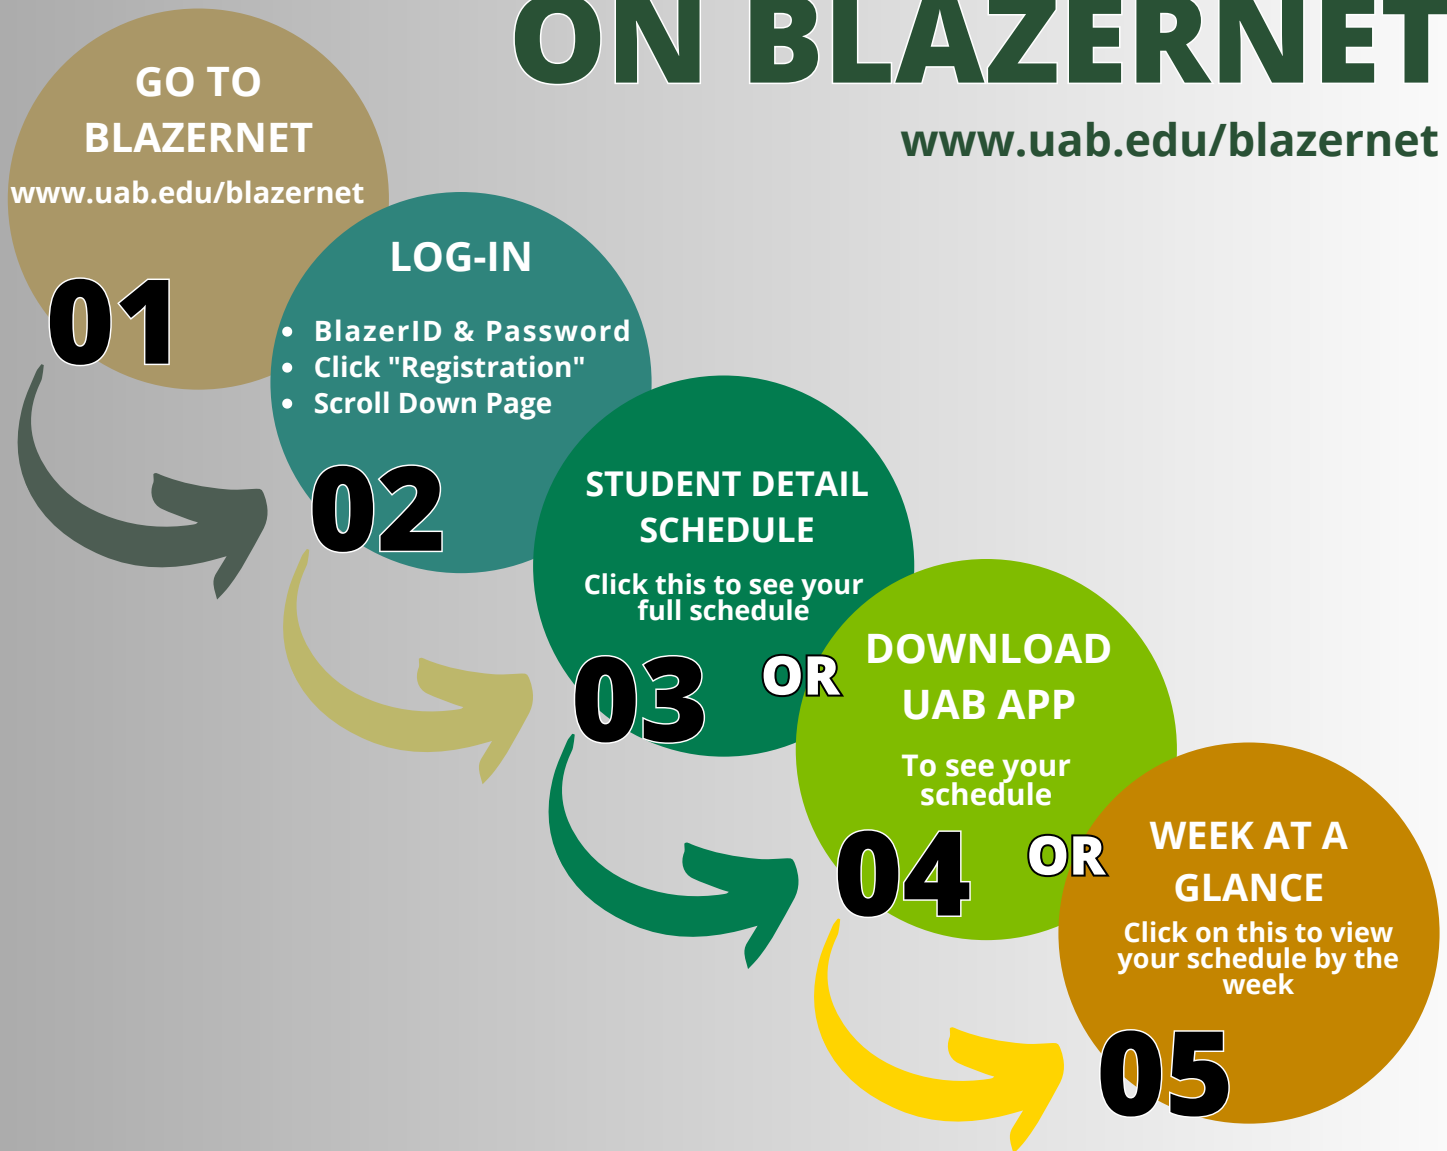 ON BLAZERNET
www.uab.edu/blazernet
GO TO
BLAZERNET
www.uab.edu/blazernet
01
LOG-IN
• BlazerID & Password
• Click "Registration"
• Scroll Down Page
02
STUDENT DETAIL
SCHEDULE
Click this to see your
full schedule
03
OR
DOWNLOAD
UAB APP
To see your
schedule
04
OR
WEEK AT A
GLANCE
Click on this to view
your schedule by the
week
05